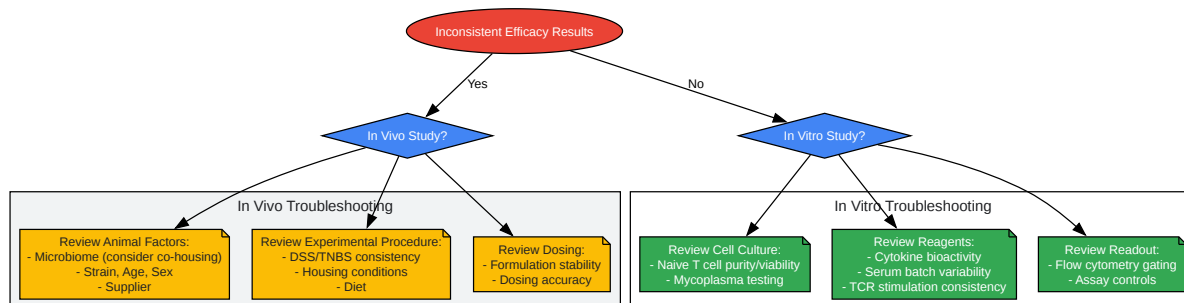 Inconsistent Efficacy Results
Yes
No
In Vivo Study?
In Vitro Study?
In Vivo Troubleshooting
Review Animal Factors:
- Microbiome (consider co-housing)
- Strain, Age, Sex
- Supplier
Review Experimental Procedure:
- DSS/TNBS consistency
- Housing conditions
- Diet
Review Dosing:
- Formulation stability
- Dosing accuracy
In Vitro Troubleshooting
Review Cell Culture:
- Naive T cell purity/viability
- Mycoplasma testing
Review Reagents:
- Cytokine bioactivity
- Serum batch variability
- TCR stimulation consistency
Review Readout:
- Flow cytometry gating
- Assay controls